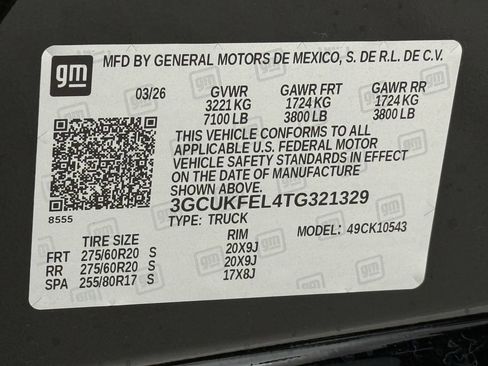 gm MFD BY GENERAL MOTORS DE MEXICO, S. DE R.L. DE C.V.
03/26 GVWR GAWR FRT GAWR RR
3221 KG 1724 KG 1724 KG
7100 LB 3800 LB 3800 LB
THIS VEHICLE CONFORMS TO ALL
APPLICABLE U.S. FEDERAL MOTOR
VEHICLE SAFETY STANDARDS IN EFFECT
ON THE DATE OF MANUFACTURE
SHOWN ABOVE.
8555 3GCUKFEL4TG321329
TYPE: TRUCK MODEL: 49CK10543
TIRE SIZE RIM
FRT 275/60R20 S 20X9J
RR 275/60R20 S 20X9J
SPA 255/80R17 S 17X8J